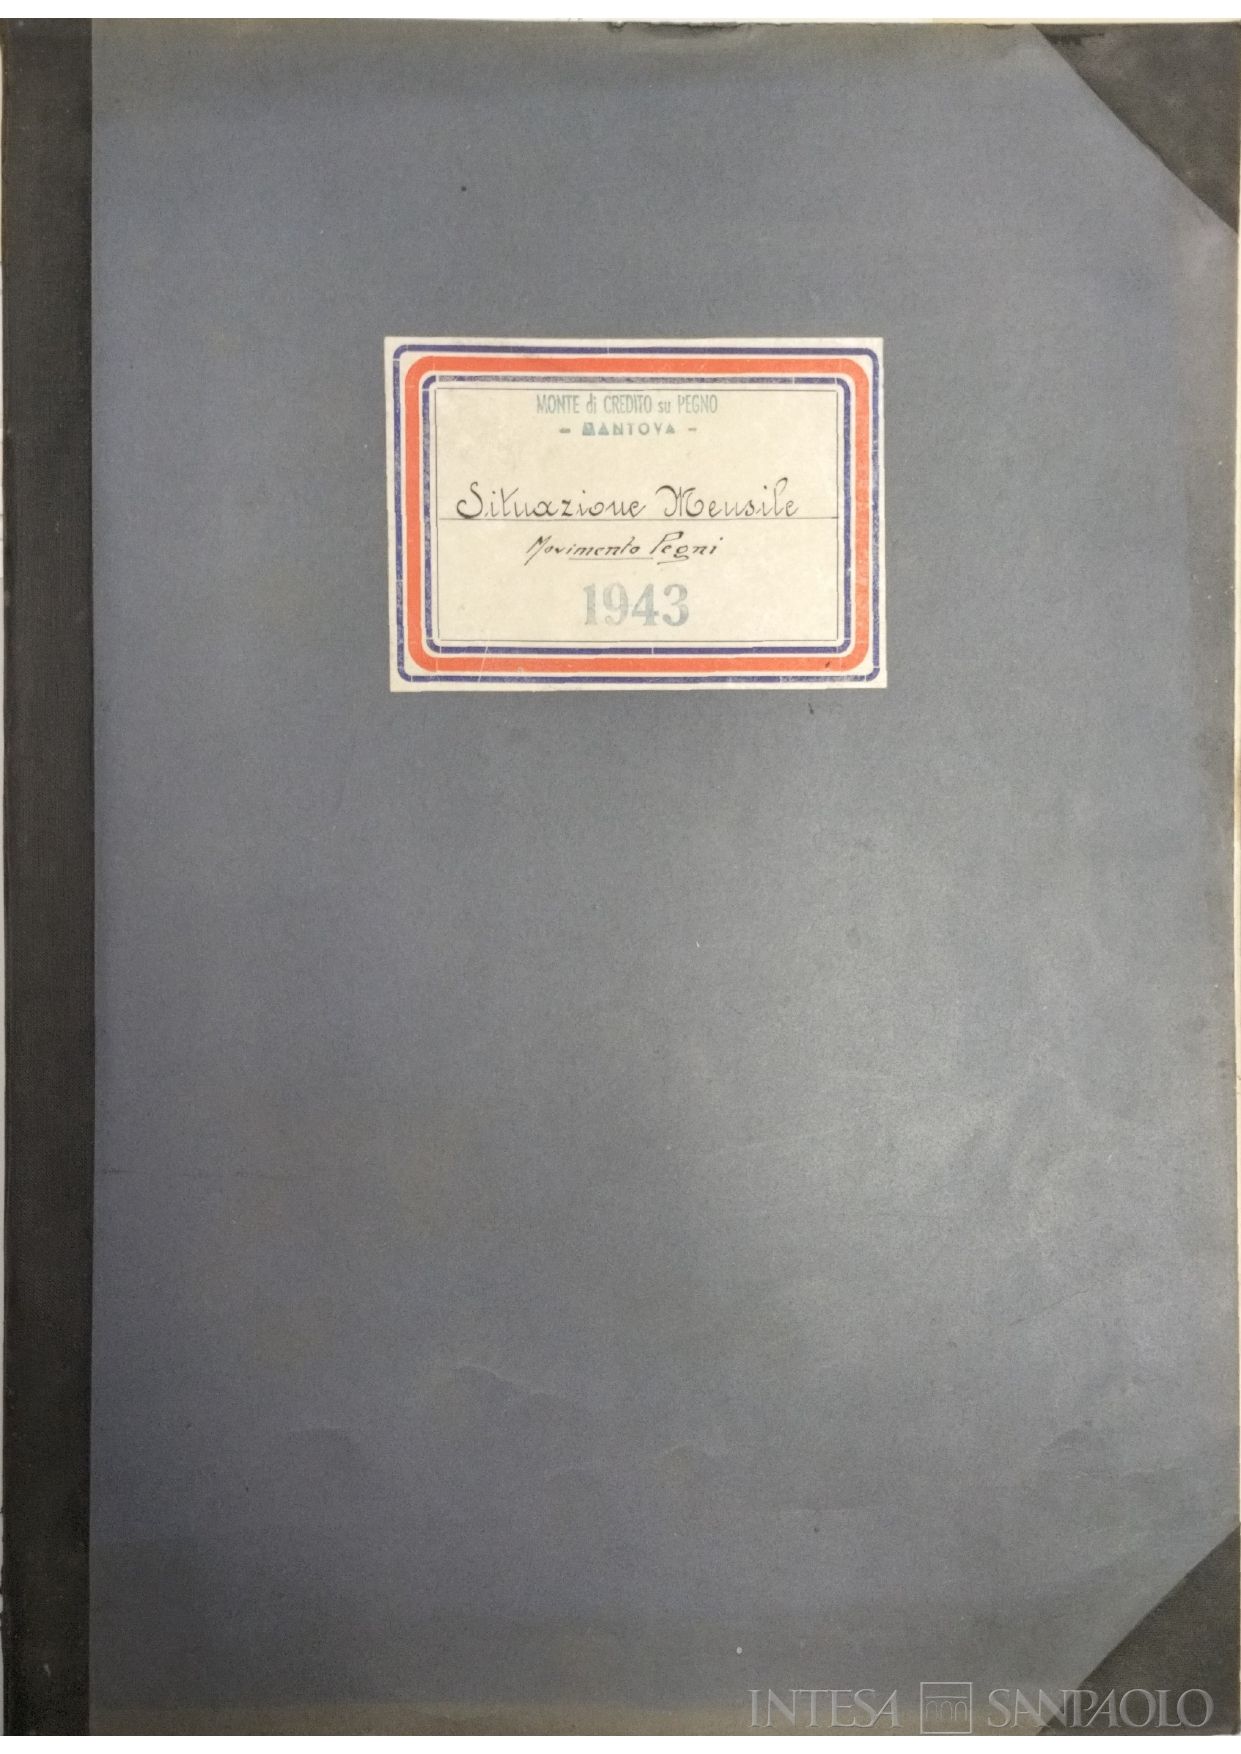 MONTE di CREDITO su PEGNO
- MANTOVA -
Situazione Mensile
Movimento Pegni
1943
INTESA SANPAOLO